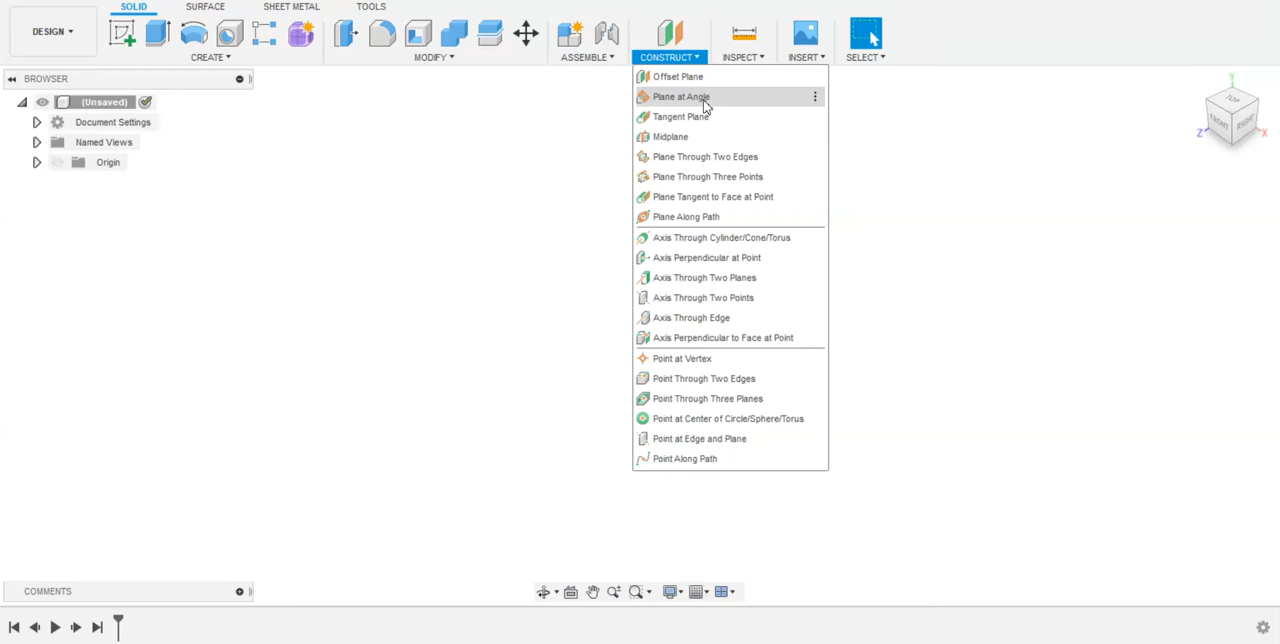 SOLID SURFACE SHEET METAL TOOLS
DESIGN
CREATE MODIFY ASSEMBLE CONSTRUCT INSPECT INSERT SELECT
BROWSER
(Unsaved)
Document Settings
Named Views
Origin
Offset Plane
Plane at Angle
Tangent Plane
Midplane
Plane Through Two Edges
Plane Through Three Points
Plane Tangent to Face at Point
Plane Along Path
Axis Through Cylinder/Cone/Torus
Axis Perpendicular at Point
Axis Through Two Planes
Axis Through Two Points
Axis Through Edge
Axis Perpendicular to Face at Point
Point at Vertex
Point Through Two Edges
Point Through Three Planes
Point at Center of Circle/Sphere/Torus
Point at Edge and Plane
Point Along Path
Y
TOP
FRONT RIGHT
Z X
COMMENTS